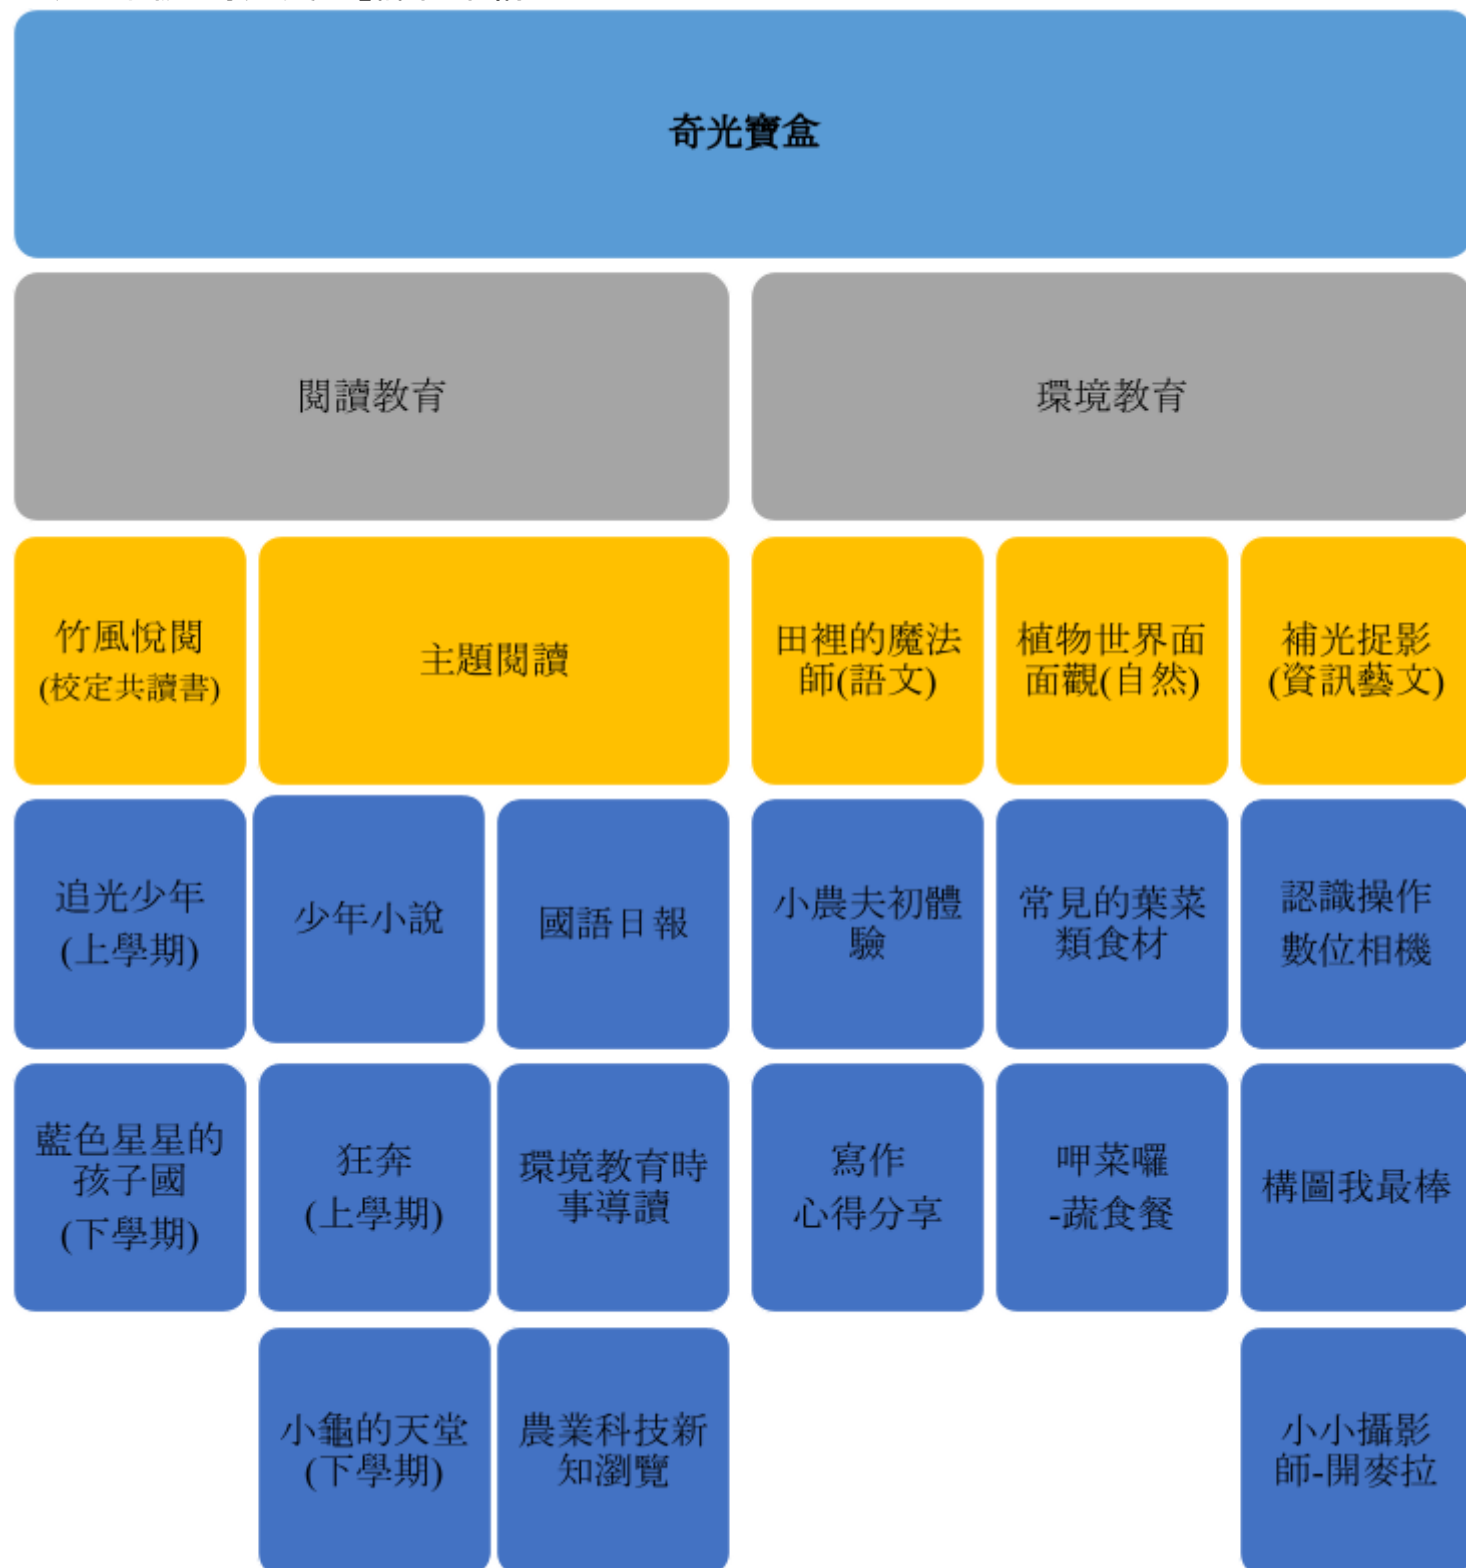 奇光寶盒
閱讀教育
環境教育
竹風悅閱
(校定共讀書)
主題閱讀
田裡的魔法
師(語文)
植物世界面
面觀(自然)
補光捉影
(資訊藝文)
追光少年
(上學期)
少年小說
國語日報
小農夫初體
驗
常見的葉菜
類食材
認識操作
數位相機
藍色星星的
孩子國
(下學期)
狂奔
(上學期)
環境教育時
事導讀
寫作
心得分享
呷菜囉
-蔬食餐
構圖我最棒
小龜的天堂
(下學期)
農業科技新
知瀏覽
小小攝影
師-開麥拉